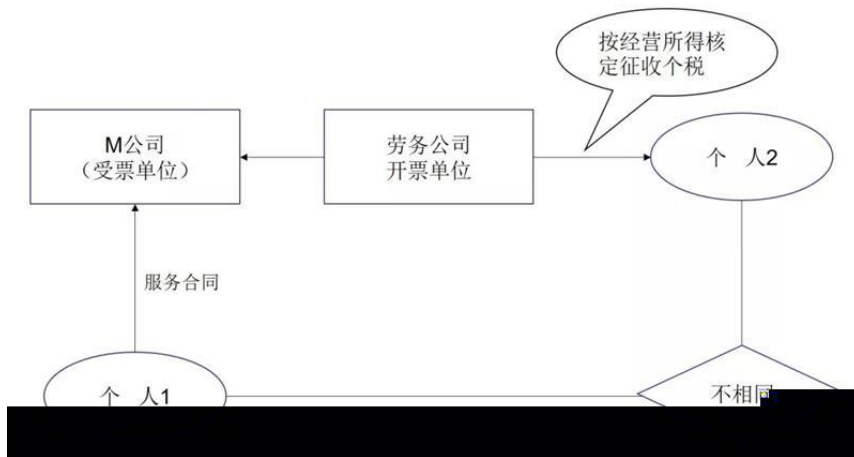 按经营所得核
定征收个税
M公司
（受票单位）
劳务公司
开票单位
个 人2
服务合同
个 人1
不相同